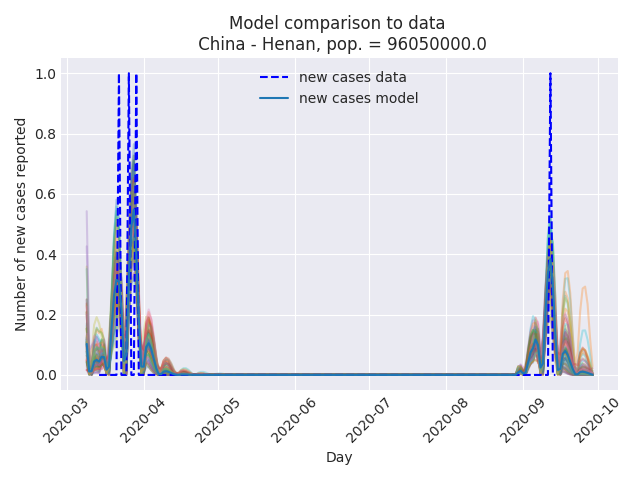 Model comparison to data
China - Henan, pop. = 96050000.0
new cases data
new cases model
Number of new cases reported
1.0
0.8
0.6
0.4
0.2
0.0
2020-03
2020-04
2020-05
2020-06
2020-07
2020-08
2020-09
2020-10
Day